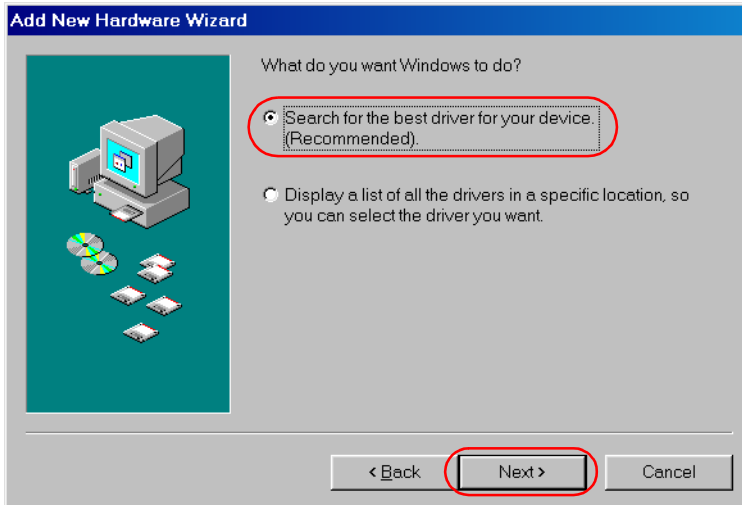 Add New Hardware Wizard
What do you want Windows to do?
Search for the best driver for your device.
(Recommended).
Display a list of all the drivers in a specific location, so
you can select the driver you want.
< Back
Next >
Cancel